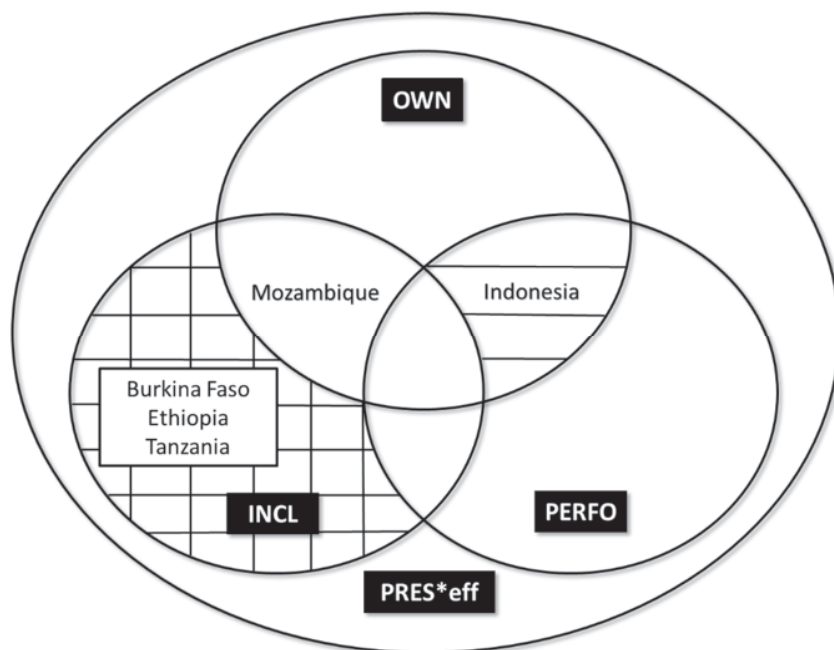 OWN
Mozambique
Indonesia
Burkina Faso
Ethiopia
Tanzania
INCL
PERFO
PRES*eff